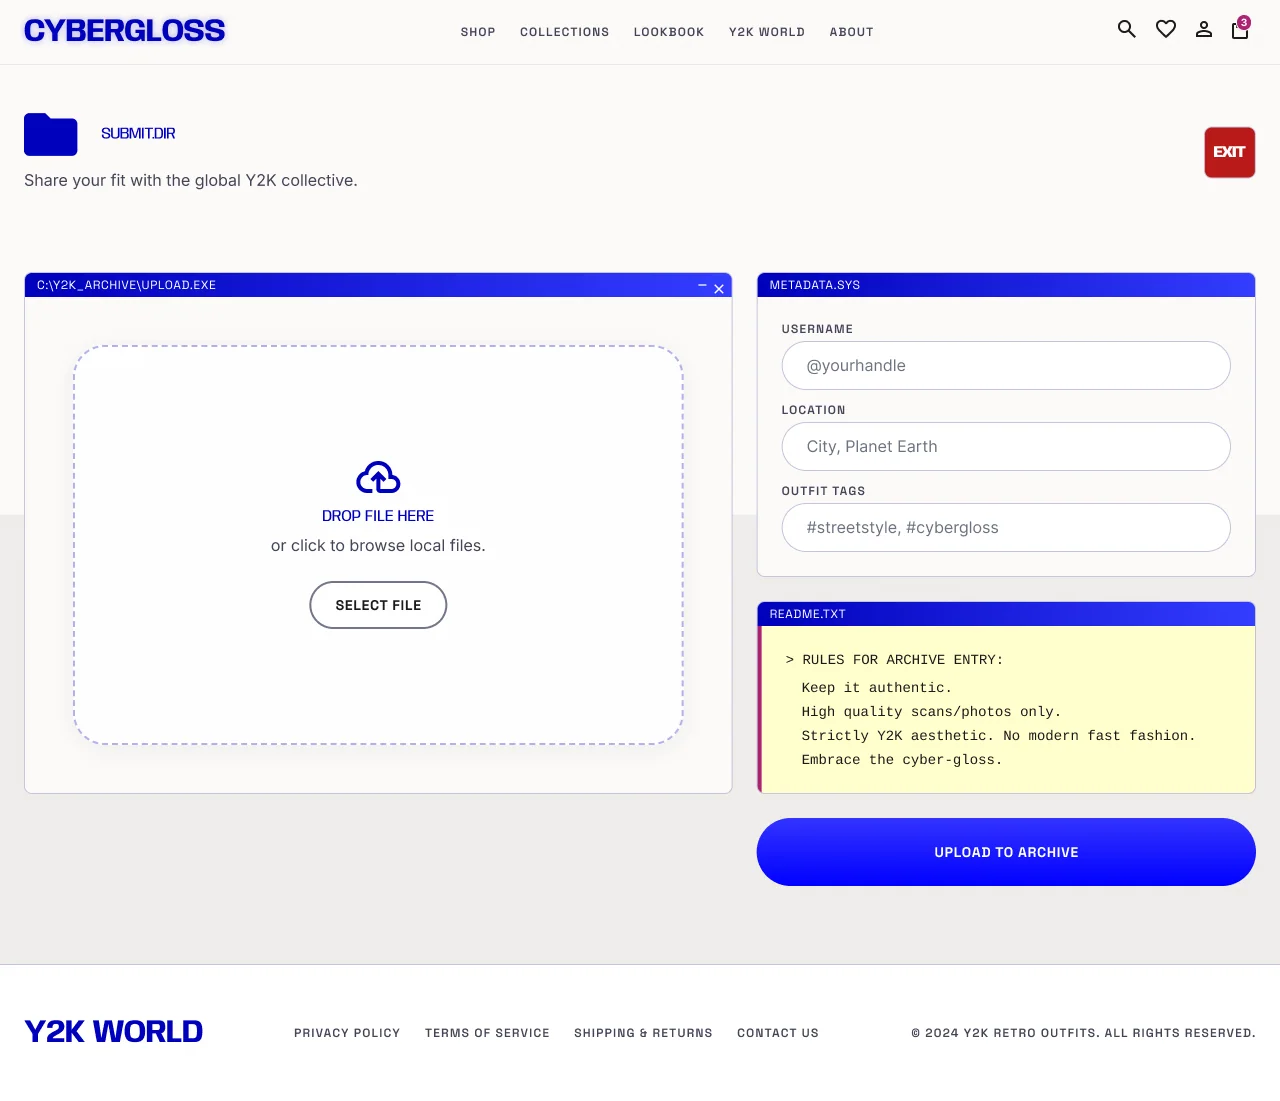 CYBERGLOSS
SHOP COLLECTIONS LOOKBOOK Y2K WORLD ABOUT
3
SUBMIT.DIR
Share your fit with the global Y2K collective.
EXIT
C:\Y2K_ARCHIVE\UPLOAD.EXE
DROP FILE HERE
or click to browse local files.
SELECT FILE
METADATA.SYS
USERNAME
@yourhandle
LOCATION
City, Planet Earth
OUTFIT TAGS
#streetstyle, #cybergloss
README.TXT
> RULES FOR ARCHIVE ENTRY:
Keep it authentic.
High quality scans/photos only.
Strictly Y2K aesthetic. No modern fast fashion.
Embrace the cyber-gloss.
UPLOAD TO ARCHIVE
Y2K WORLD
PRIVACY POLICY TERMS OF SERVICE SHIPPING & RETURNS CONTACT US
© 2024 Y2K RETRO OUTFITS. ALL RIGHTS RESERVED.